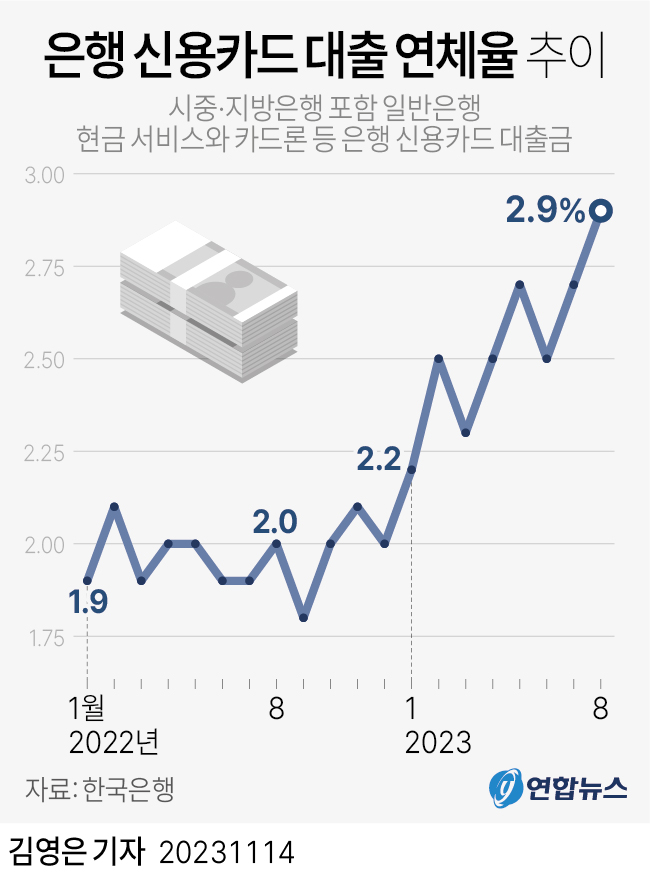 은행 신용카드 대출 연체율 추이
시중·지방은행 포함 일반은행
현금 서비스와 카드론 등 은행 신용카드 대출금
3.00
2.9%
2.75
2.50
2.25
2.2
2.00
2.0
1.9
1.75
1월 8 1 8
2022년 2023
자료: 한국은행
연합뉴스
김영은 기자 20231114